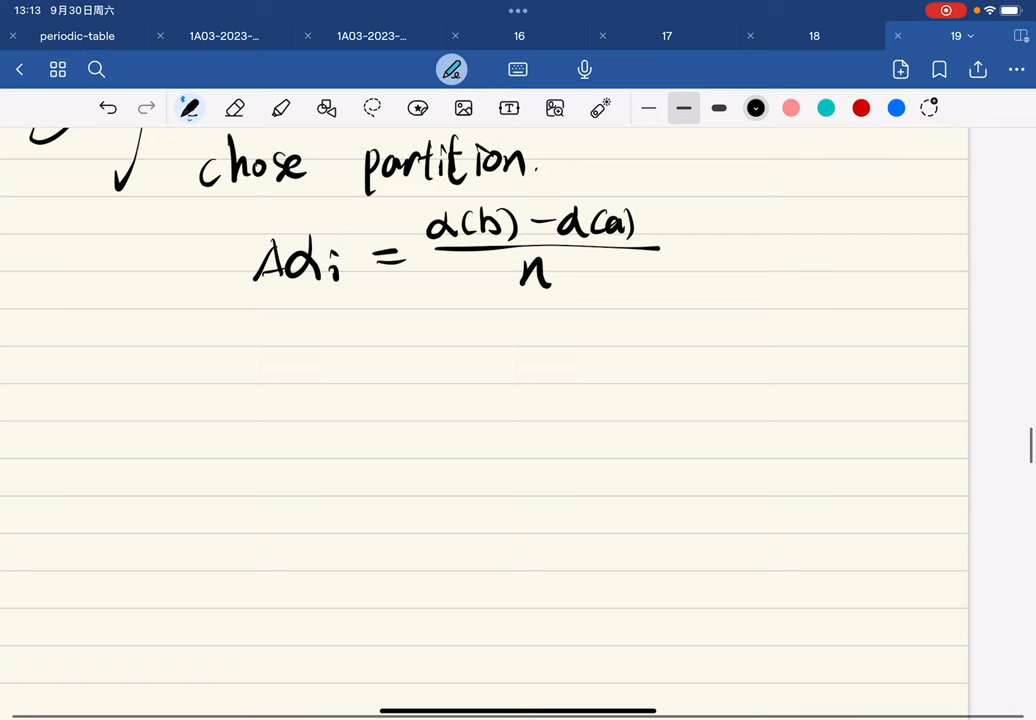 13:13 9月30日周六
periodic-table 1A03-2023-... 1A03-2023-... 16 17 18 19
chose partition.
Δαi = α(b) - α(a)
n